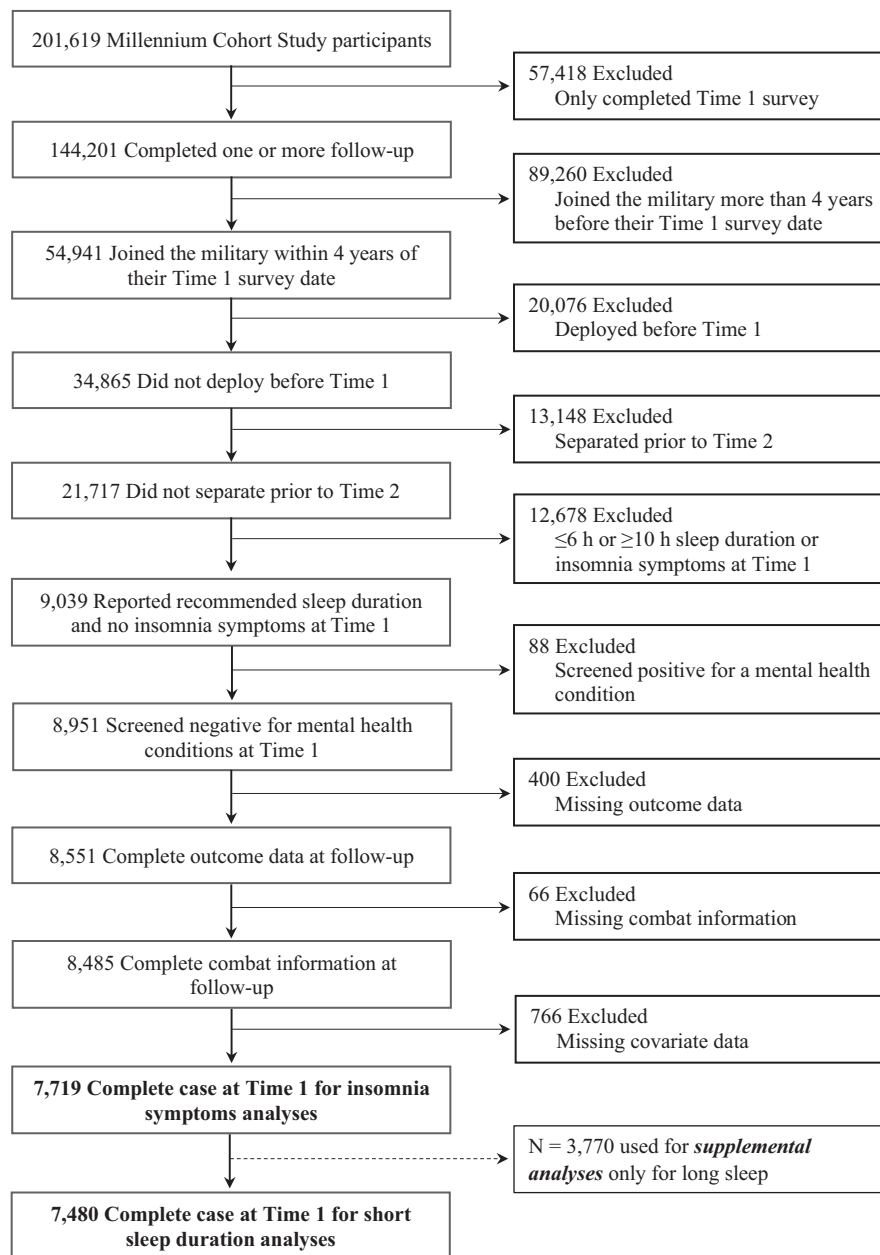 201,619 Millennium Cohort Study participants
57,418 Excluded
Only completed Time 1 survey
144,201 Completed one or more follow-up
89,260 Excluded
Joined the military more than 4 years
before their Time 1 survey date
54,941 Joined the military within 4 years of
their Time 1 survey date
20,076 Excluded
Deployed before Time 1
34,865 Did not deploy before Time 1
13,148 Excluded
Separated prior to Time 2
21,717 Did not separate prior to Time 2
12,678 Excluded
≤6 h or ≥10 h sleep duration or
insomnia symptoms at Time 1
9,039 Reported recommended sleep duration
and no insomnia symptoms at Time 1
88 Excluded
Screened positive for a mental health
condition
8,951 Screened negative for mental health
conditions at Time 1
400 Excluded
Missing outcome data
8,551 Complete outcome data at follow-up
66 Excluded
Missing combat information
8,485 Complete combat information at
follow-up
766 Excluded
Missing covariate data
7,719 Complete case at Time 1 for insomnia
symptoms analyses
N = 3,770 used for supplemental
analyses only for long sleep
7,480 Complete case at Time 1 for short
sleep duration analyses